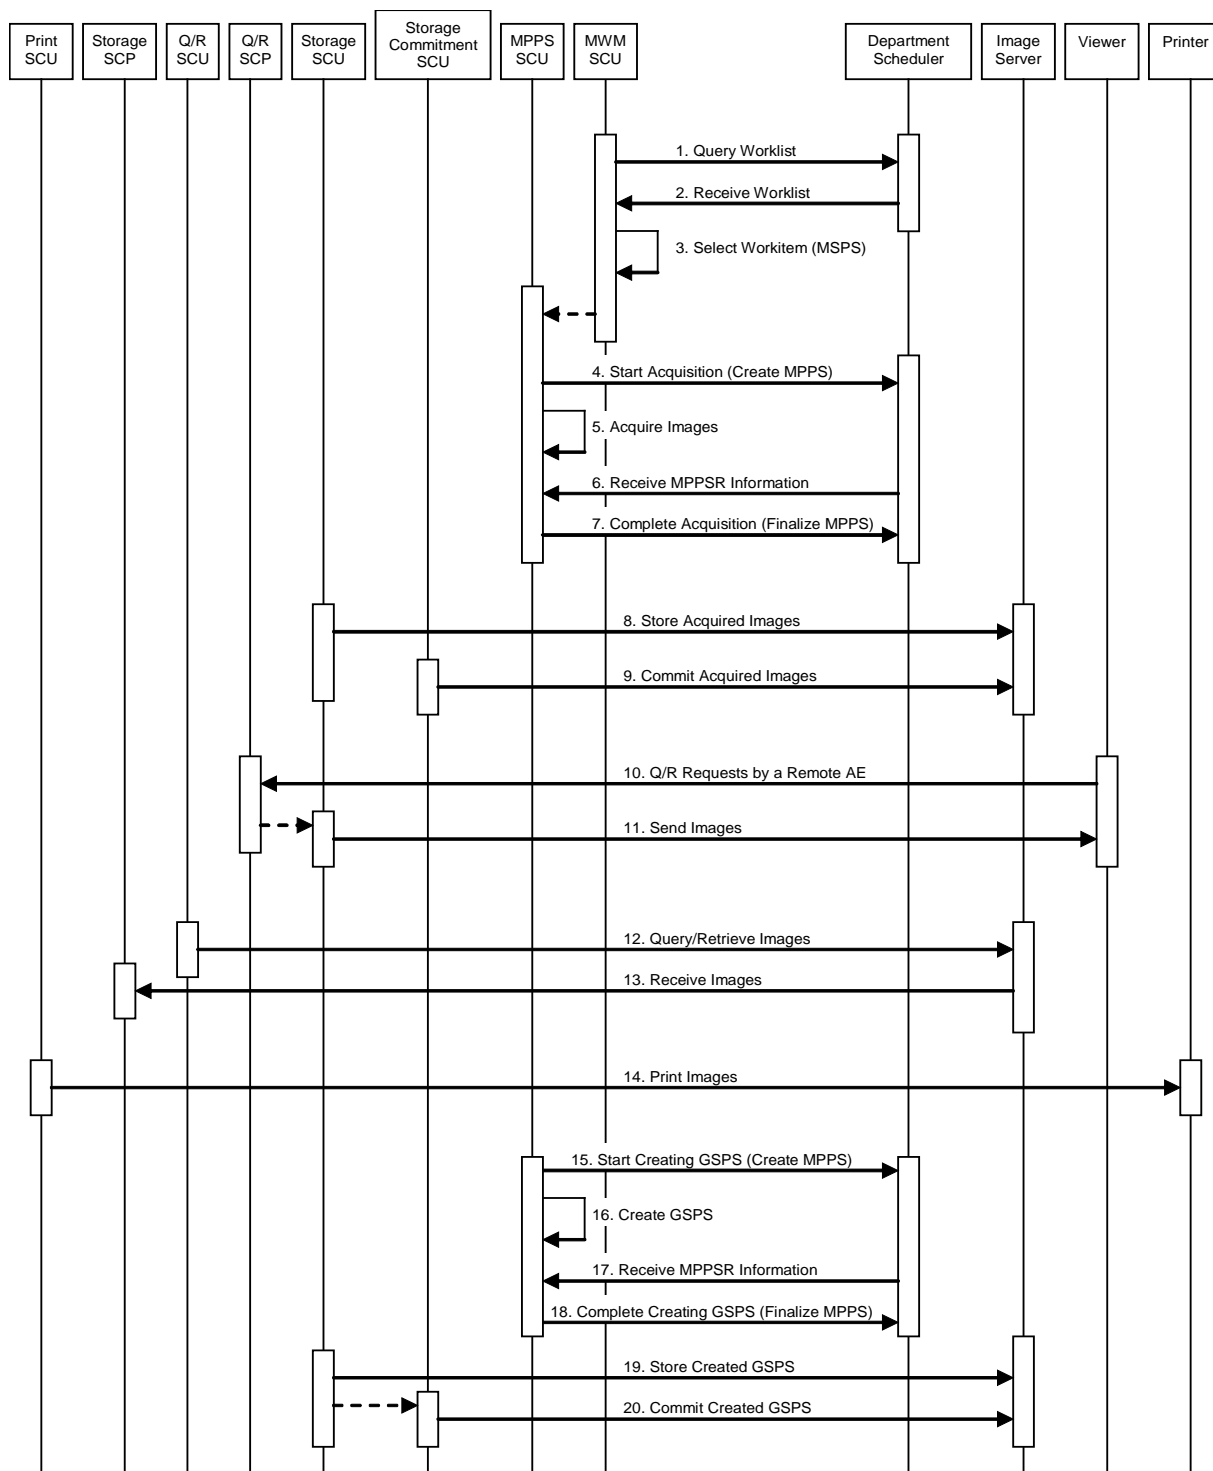 Print
SCU
Storage
SCP
Q/R
SCU
Q/R
SCP
Storage
SCU
Storage
Commitment
SCU
MPPS
SCU
MWM
SCU
Department
Scheduler
Image
Server
Viewer
Printer
1. Query Worklist
2. Receive Worklist
3. Select Workitem (MSPS)
4. Start Acquisition (Create MPPS)
5. Acquire Images
6. Receive MPPSR Information
7. Complete Acquisition (Finalize MPPS)
8. Store Acquired Images
9. Commit Acquired Images
10. Q/R Requests by a Remote AE
11. Send Images
12. Query/Retrieve Images
13. Receive Images
14. Print Images
15. Start Creating GSPS (Create MPPS)
16. Create GSPS
17. Receive MPPSR Information
18. Complete Creating GSPS (Finalize MPPS)
19. Store Created GSPS
20. Commit Created GSPS